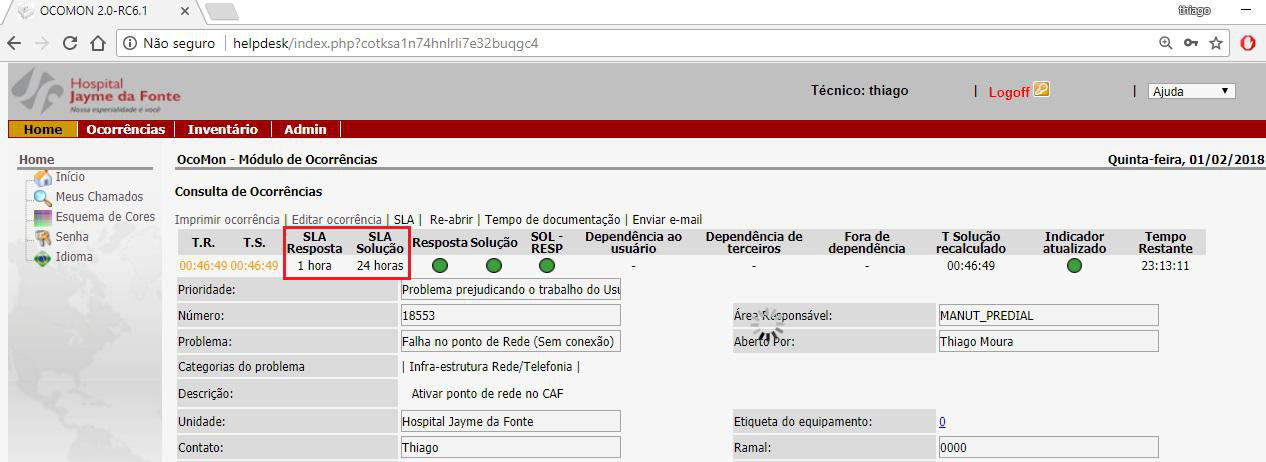 OCOMON 2.0-RC6.1
thiago
Não seguro | helpdesk/index.php?cotksa1n74hnlrli7e32buqgc4
Hospital
Jayme da Fonte
Nossa especialidade é você
Técnico: thiago | Logoff | Ajuda
Home Ocorrências Inventário Admin
Home
Início
Meus Chamados
Esquema de Cores
Senha
Idioma
OcoMon - Módulo de Ocorrências Quinta-feira, 01/02/2018
Consulta de Ocorrências
Imprimir ocorrência | Editar ocorrência | SLA | Re-abrir | Tempo de documentação | Enviar e-mail
T.R. T.S. SLA Resposta SLA Solução Resposta Solução SOL - RESP Dependência ao usuário Dependência de terceiros Fora de dependência T Solução recalculado Indicador atualizado Tempo Restante
00:46:49 00:46:49 1 hora 24 horas - - - 00:46:49 23:13:11
Prioridade: Problema prejudicando o trabalho do Usu
Número: 18553 Área Responsável: MANUT_PREDIAL
Problema: Falha no ponto de Rede (Sem conexão) Aberto Por: Thiago Moura
Categorias do problema | Infra-estrutura Rede/Telefonia |
Descrição: Ativar ponto de rede no CAF
Unidade: Hospital Jayme da Fonte Etiqueta do equipamento: 0
Contato: Thiago Ramal: 0000